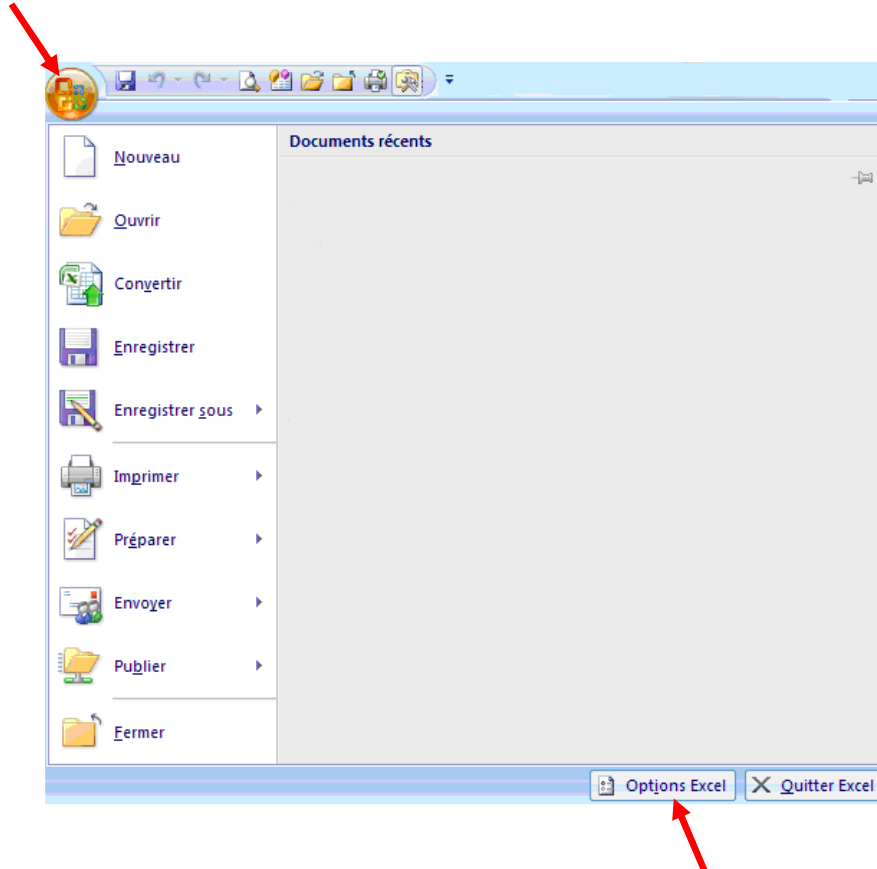 Documents récents
Nouveau
Ouvrir
Convertir
Enregistrer
Enregistrer sous
Imprimer
Préparer
Envoyer
Publier
Fermer
Options Excel
Quitter Excel